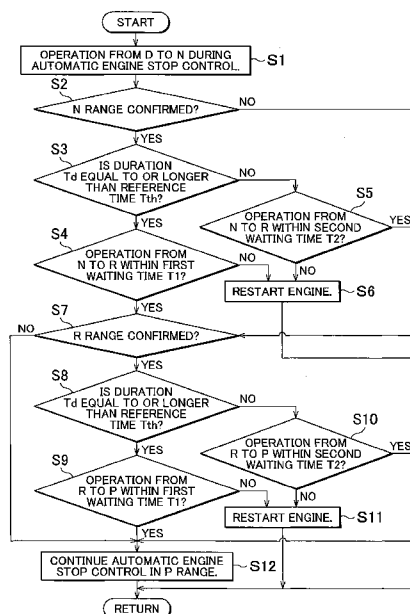 START
OPERATION FROM D TO N DURING
AUTOMATIC ENGINE STOP CONTROL.
S1
S2
N RANGE CONFIRMED?
NO
YES
S3
IS DURATION
Td EQUAL TO OR LONGER
THAN REFERENCE
TIME Tth?
NO
YES
S5
OPERATION FROM
N TO R WITHIN SECOND
WAITING TIME T2?
YES
NO
S4
OPERATION FROM
N TO R WITHIN FIRST
WAITING TIME T1?
NO
YES
RESTART ENGINE.
S6
S7
NO
R RANGE CONFIRMED?
YES
S8
IS DURATION
Td EQUAL TO OR LONGER
THAN REFERENCE
TIME Tth?
NO
YES
S10
OPERATION FROM
R TO P WITHIN SECOND
WAITING TIME T2?
YES
NO
S9
OPERATION FROM
R TO P WITHIN FIRST
WAITING TIME T1?
NO
YES
RESTART ENGINE.
S11
CONTINUE AUTOMATIC ENGINE
STOP CONTROL IN P RANGE.
S12
RETURN